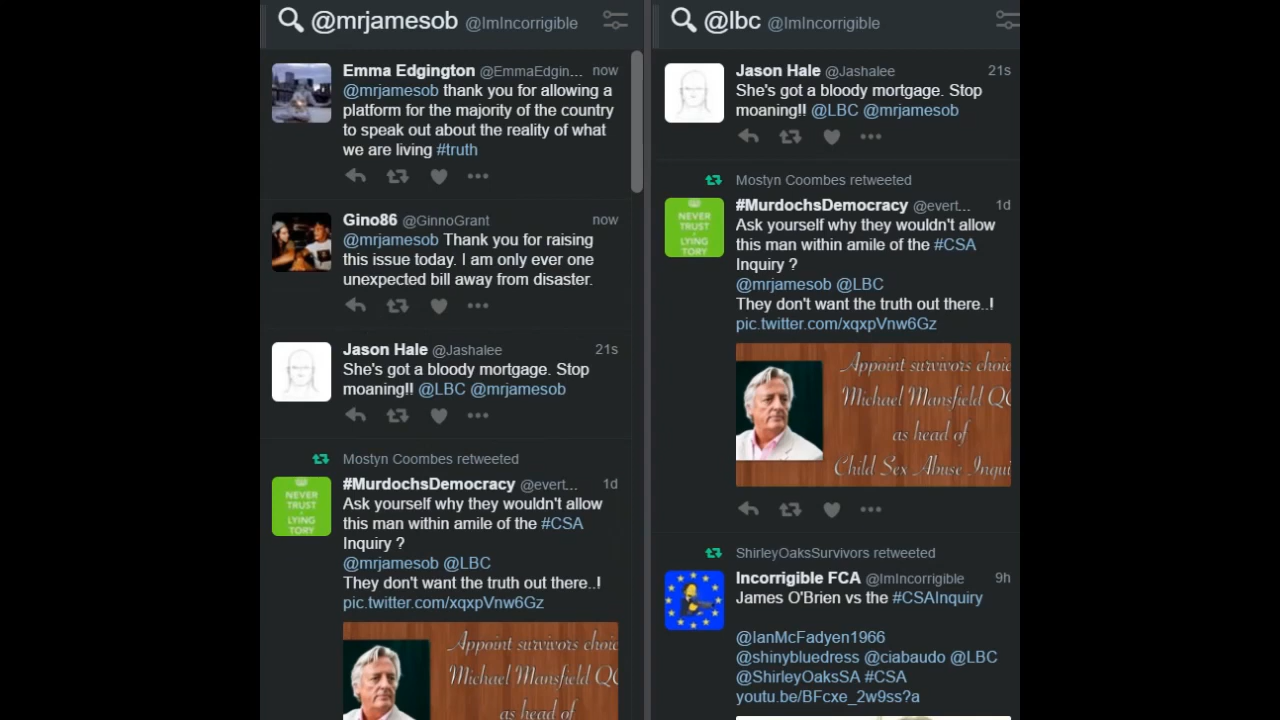 @mrjamesob @ImIncorrigible
Emma Edgington @EmmaEdgin... now
@mrjamesob thank you for allowing a
platform for the majority of the country
to speak out about the reality of what
we are living #truth
Gino86 @GinnoGrant now
@mrjamesob Thank you for raising
this issue today. I am only ever one
unexpected bill away from disaster.
Jason Hale @Jashalee 21s
She's got a bloody mortgage. Stop
moaning!! @LBC @mrjamesob
Mostyn Coombes retweeted
NEVER
TRUST
A
LYING
TORY
#MurdochsDemocracy @evert... 1d
Ask yourself why they wouldn't allow
this man within amile of the #CSA
Inquiry ?
@mrjamesob @LBC
They don't want the truth out there..!
pic.twitter.com/xqxpVnw6Gz
Appoint survivors choic
Michael Mansfield QC
as head of
@lbc @ImIncorrigible
Jason Hale @Jashalee 21s
She's got a bloody mortgage. Stop
moaning!! @LBC @mrjamesob
Mostyn Coombes retweeted
NEVER
TRUST
A
LYING
TORY
#MurdochsDemocracy @evert... 1d
Ask yourself why they wouldn't allow
this man within amile of the #CSA
Inquiry ?
@mrjamesob @LBC
They don't want the truth out there..!
pic.twitter.com/xqxpVnw6Gz
Appoint survivors choic
Michael Mansfield QC
as head of
Child Sex Abuse Inqui
ShirleyOaksSurvivors retweeted
Incorrigible FCA @ImIncorrigible 9h
James O'Brien vs the #CSAInquiry
@IanMcFadyen1966
@shinybluedress @ciabaudo @LBC
@ShirleyOaksSA #CSA
youtu.be/BFcxe_2w9ss?a